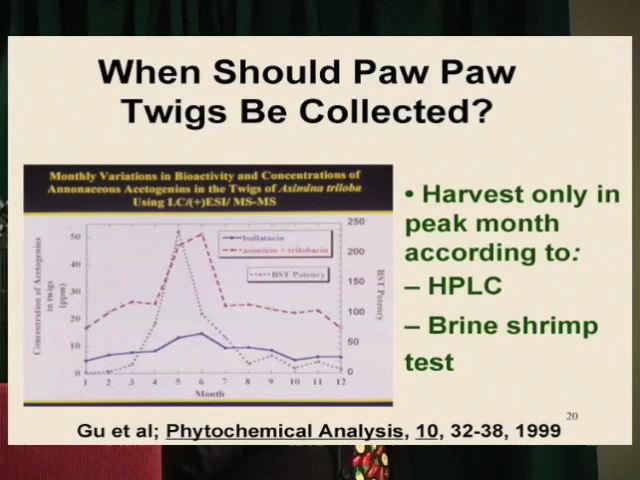 When Should Paw Paw
Twigs Be Collected?
Monthly Variations in Bioactivity and Concentrations of
Annonaceous Acetogenins in the Twigs of Asimina triloba
Using LC/(+)ESI/ MS-MS
• Harvest only in
peak month
according to:
– HPLC
– Brine shrimp
test
Concentration of Acetogenins
in twigs
(ppm)
50
40
30
20
10
0
bullatacin
asimicin + trilobacin
BST Potency
250
200
150
100
50
0
BST Potency
1 2 3 4 5 6 7 8 9 10 11 12
Month
20
Gu et al; Phytochemical Analysis, 10, 32-38, 1999